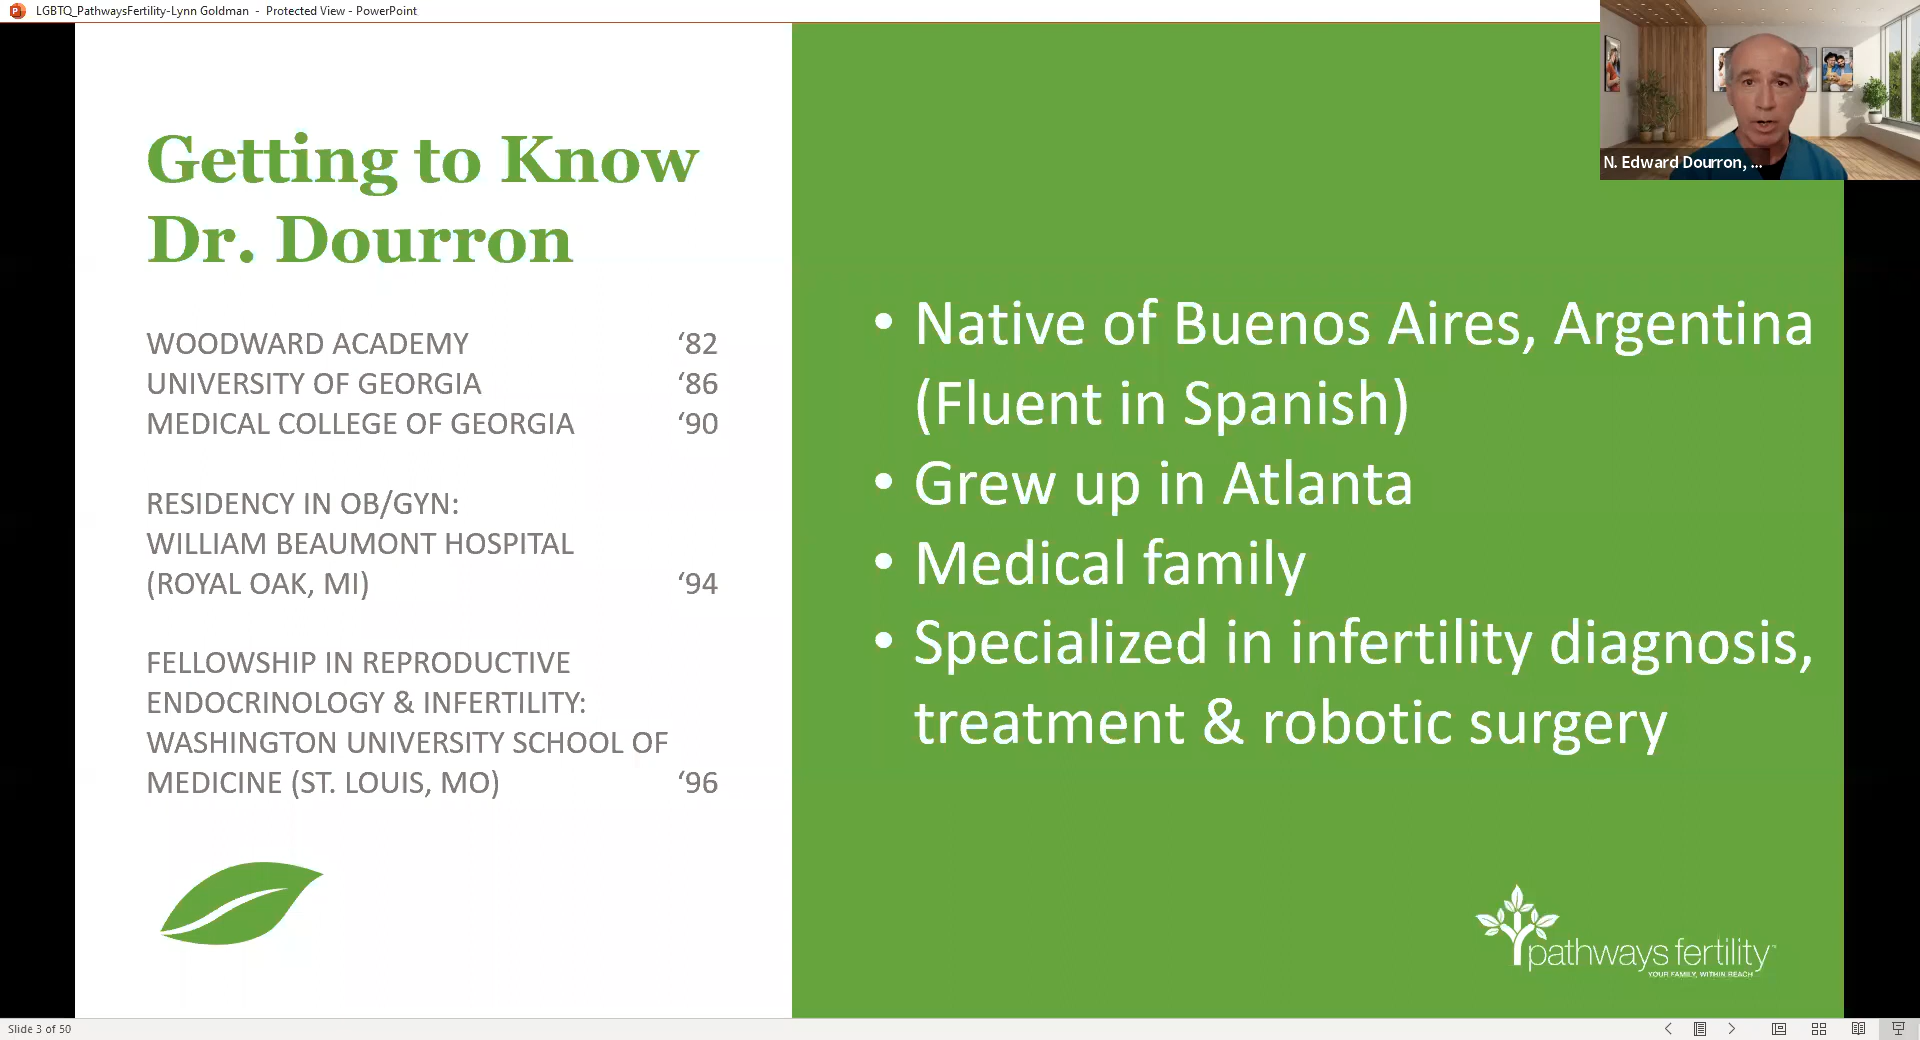 LGBTQ_PathwaysFertility-Lynn Goldman - Protected View - PowerPoint
N. Edward Dourron, ...
Getting to Know
Dr. Dourron
WOODWARD ACADEMY ‘82
UNIVERSITY OF GEORGIA ‘86
MEDICAL COLLEGE OF GEORGIA ‘90
RESIDENCY IN OB/GYN:
WILLIAM BEAUMONT HOSPITAL
(ROYAL OAK, MI) ‘94
FELLOWSHIP IN REPRODUCTIVE
ENDOCRINOLOGY & INFERTILITY:
WASHINGTON UNIVERSITY SCHOOL OF
MEDICINE (ST. LOUIS, MO) ‘96
• Native of Buenos Aires, Argentina
(Fluent in Spanish)
• Grew up in Atlanta
• Medical family
• Specialized in infertility diagnosis,
treatment & robotic surgery
pathways fertility™
YOUR FAMILY, WITHIN REACH
Slide 3 of 50